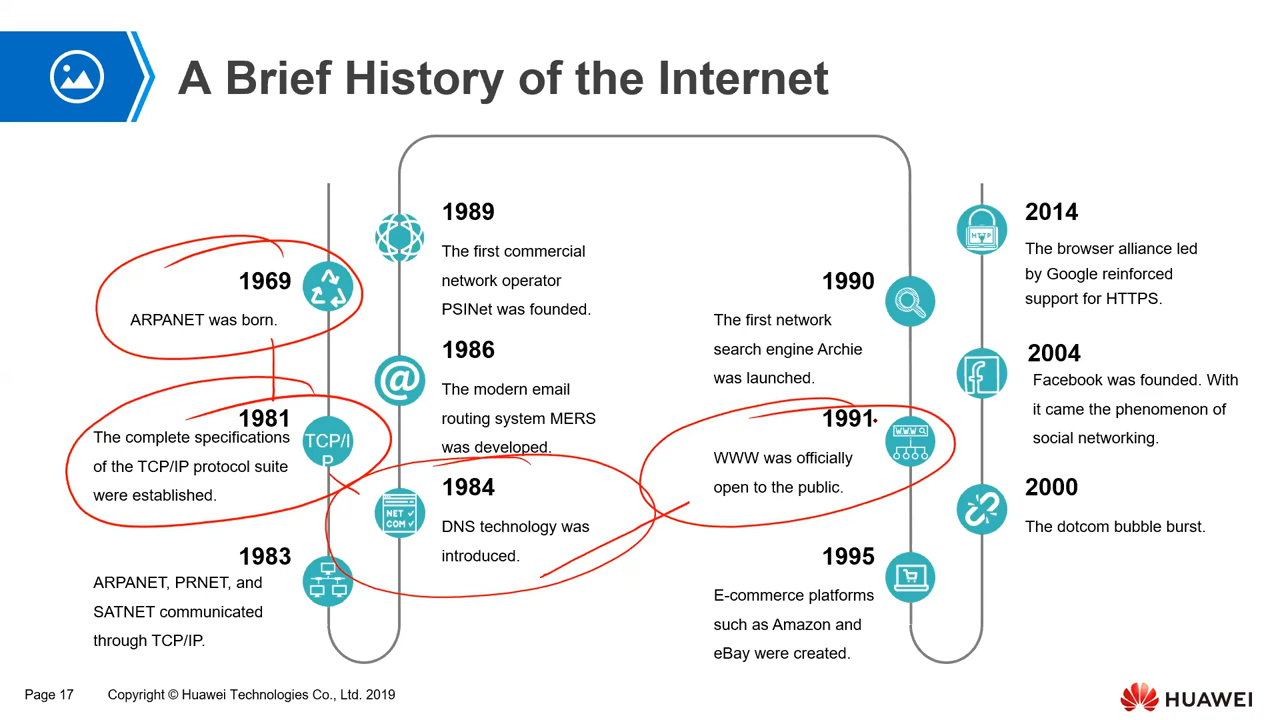 A Brief History of the Internet
1969
ARPANET was born.
1981
The complete specifications
of the TCP/IP protocol suite
were established.
TCP/I
P
1983
ARPANET, PRNET, and
SATNET communicated
through TCP/IP.
1984
DNS technology was
introduced.
NET
COM
1986
The modern email
routing system MERS
was developed.
@
1989
The first commercial
network operator
PSINet was founded.
1990
The first network
search engine Archie
was launched.
1991
WWW was officially
open to the public.
WWW
1995
E-commerce platforms
such as Amazon and
eBay were created.
2000
The dotcom bubble burst.
2004
Facebook was founded. With
it came the phenomenon of
social networking.
f
2014
The browser alliance led
by Google reinforced
support for HTTPS.
HTTP
Page 17 Copyright © Huawei Technologies Co., Ltd. 2019
HUAWEI